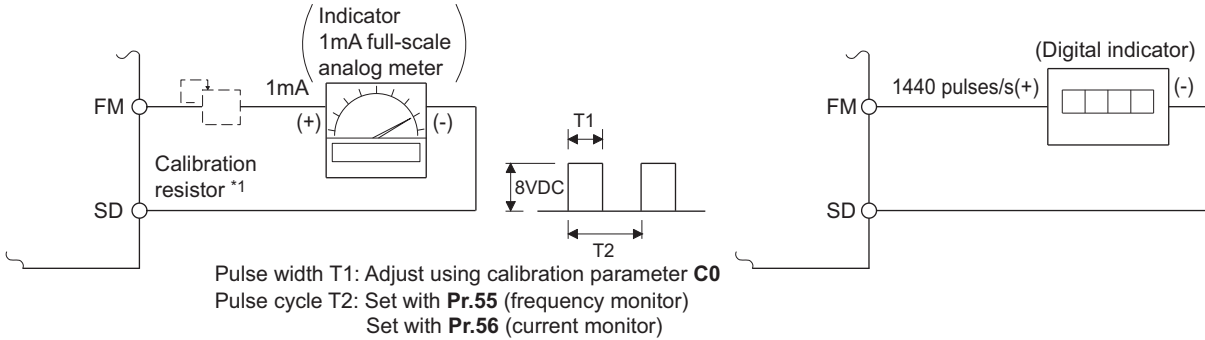 Indicator
1mA full-scale
analog meter
FM
1mA
(+)
(-)
Calibration
resistor *1
SD
T1
8VDC
T2
Pulse width T1: Adjust using calibration parameter C0
Pulse cycle T2: Set with Pr.55 (frequency monitor)
Set with Pr.56 (current monitor)
(Digital indicator)
1440 pulses/s(+)
(-)
FM
SD